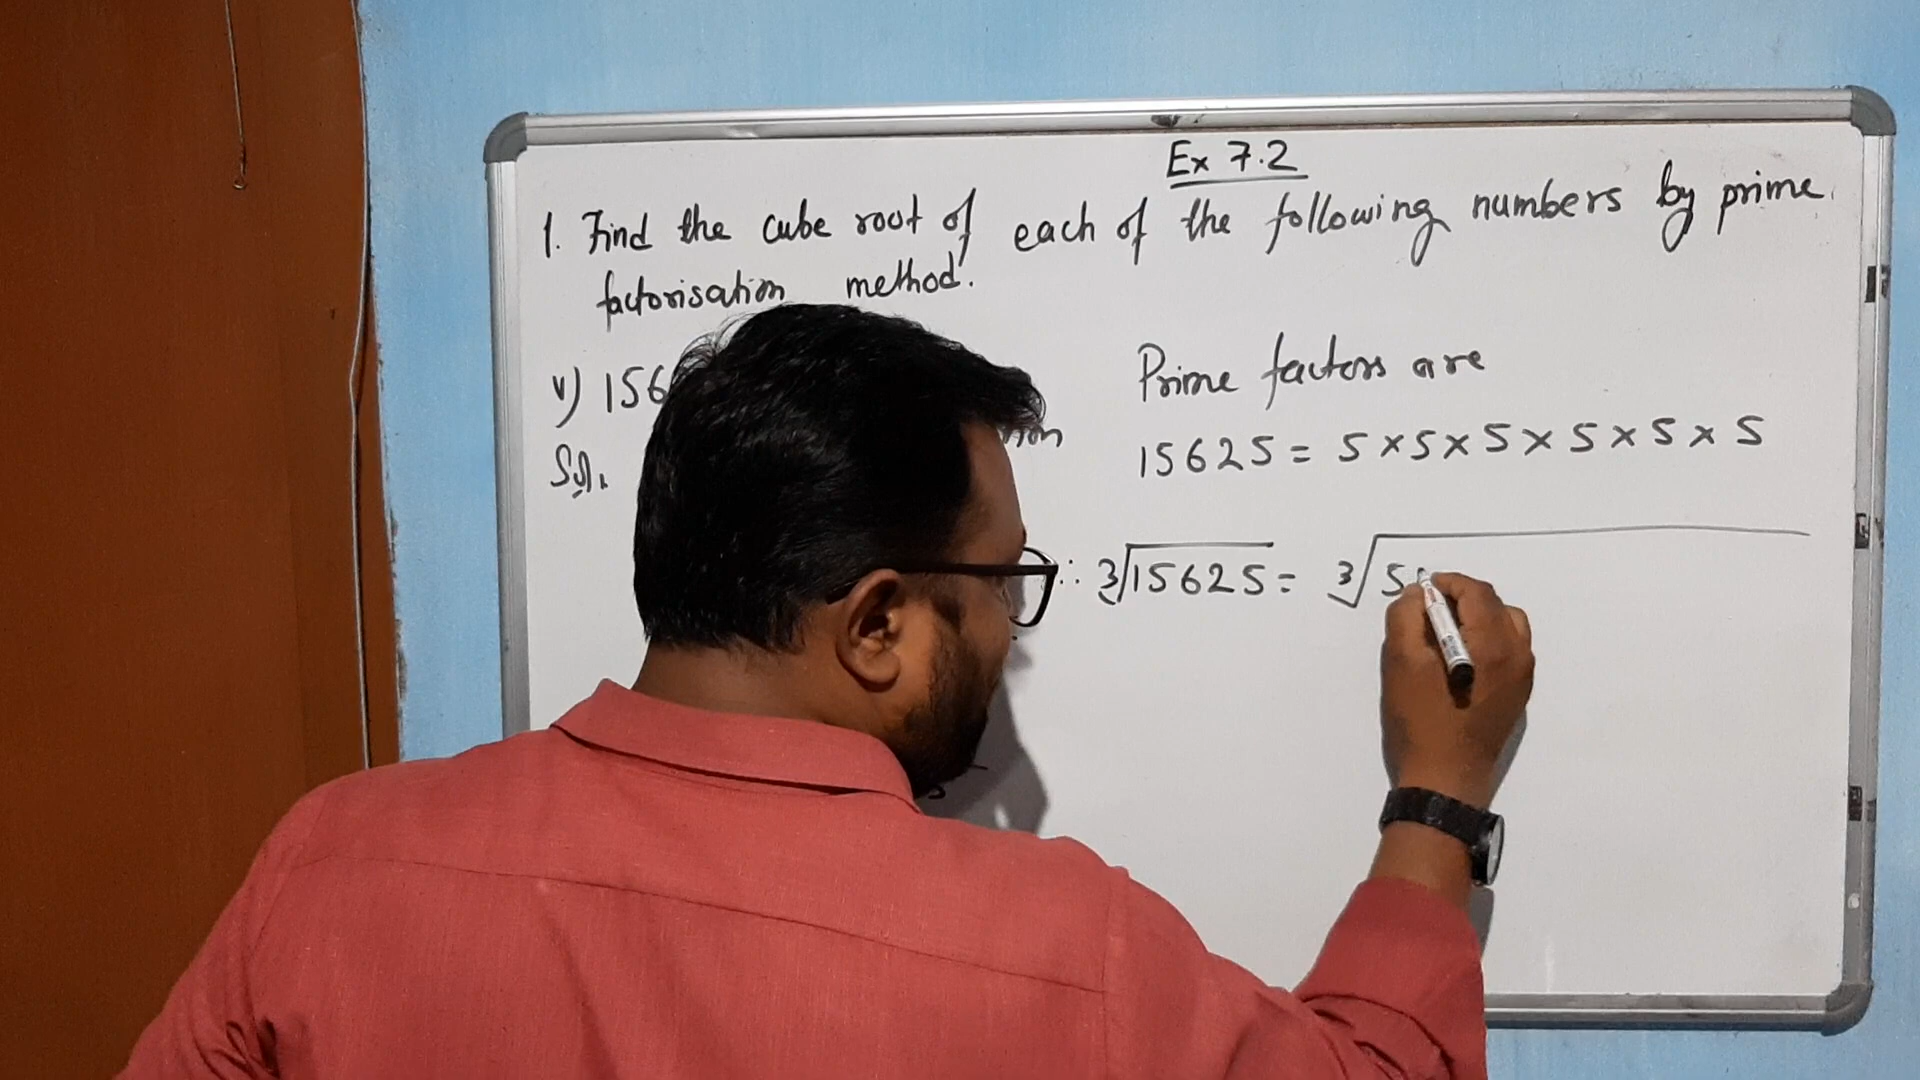 Ex 7.2
1. Find the cube root of each of the following numbers by prime
factorisation method.
v) 156
Prime factors are
Sol.
15625 = 5 × 5 × 5 × 5 × 5 × 5
∴ ∛15625 = ∛5